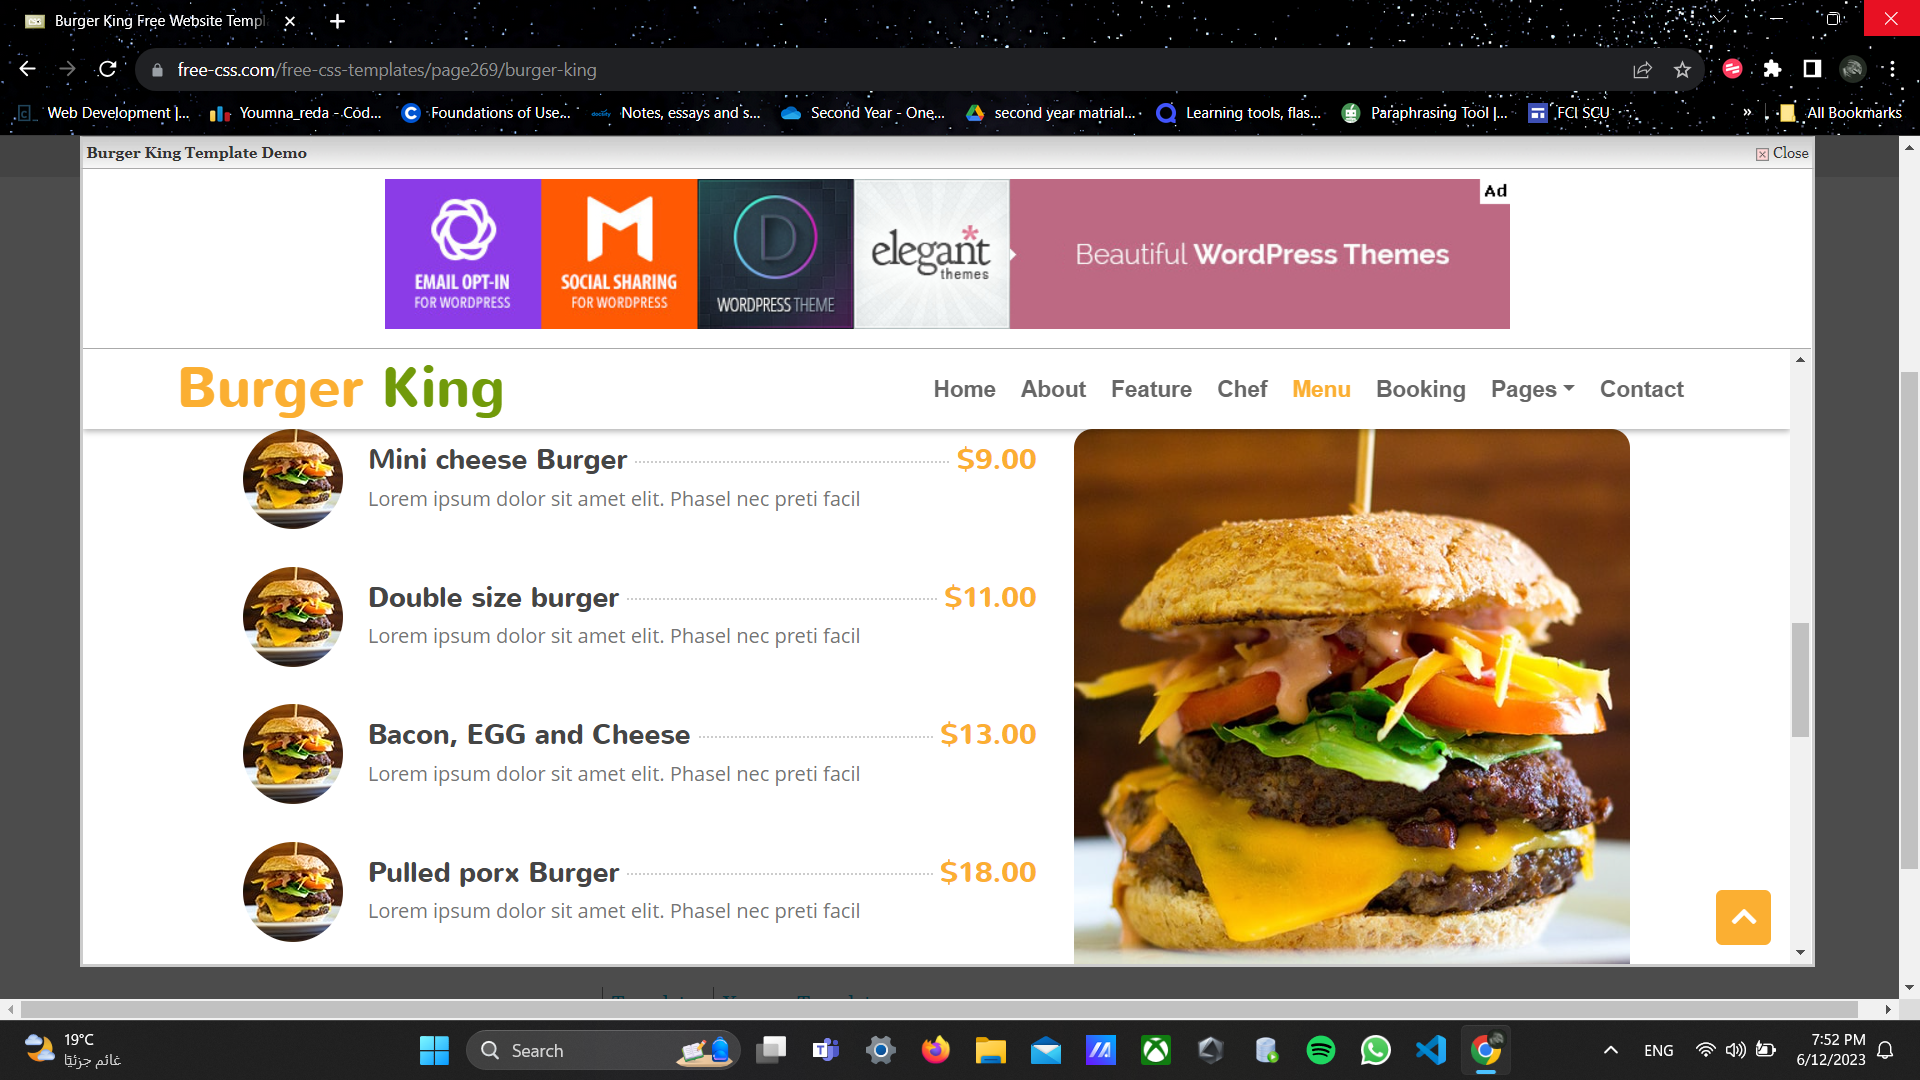 Burger King Free Website Templ
free-css.com/free-css-templates/page269/burger-king
Web Development |...
Youmna_reda - Cod...
Foundations of Use...
Notes, essays and s...
Second Year - One...
second year matrial...
Learning tools, flas...
Paraphrasing Tool |...
FCI SCU
»
All Bookmarks
Burger King Template Demo
Close
Ad
EMAIL OPT-IN
FOR WORDPRESS
SOCIAL SHARING
FOR WORDPRESS
D
WORDPRESS THEME
elegant
themes
Beautiful WordPress Themes
Burger King
Home About Feature Chef Menu Booking Pages Contact
Mini cheese Burger $9.00
Lorem ipsum dolor sit amet elit. Phasel nec preti facil
Double size burger $11.00
Lorem ipsum dolor sit amet elit. Phasel nec preti facil
Bacon, EGG and Cheese $13.00
Lorem ipsum dolor sit amet elit. Phasel nec preti facil
Pulled porx Burger $18.00
Lorem ipsum dolor sit amet elit. Phasel nec preti facil
19°C
غائم جزئيًا
Search
ENG
7:52 PM
6/12/2023